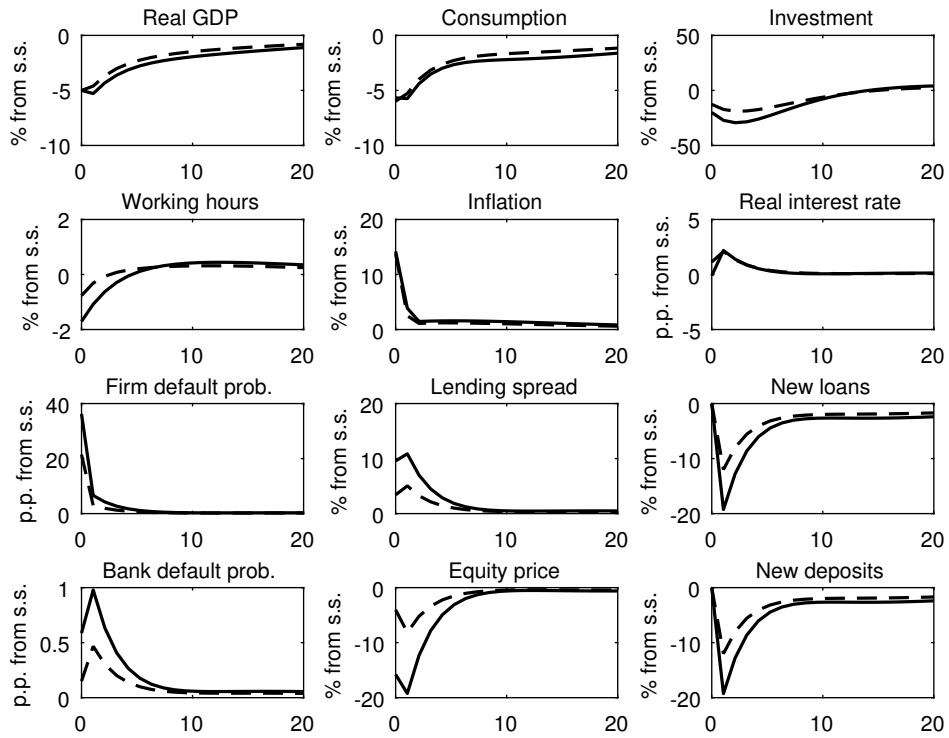 Real GDP
% from s.s.
0
-5
-10
0 10 20
Consumption
% from s.s.
0
-5
-10
0 10 20
Investment
% from s.s.
50
0
-50
0 10 20
Working hours
% from s.s.
2
0
-2
0 10 20
Inflation
% from s.s.
20
10
0
0 10 20
Real interest rate
p.p. from s.s.
5
0
-5
0 10 20
Firm default prob.
p.p. from s.s.
40
20
0
0 10 20
Lending spread
% from s.s.
20
10
0
0 10 20
New loans
% from s.s.
0
-10
-20
0 10 20
Bank default prob.
p.p. from s.s.
1
0.5
0
0 10 20
Equity price
% from s.s.
0
-10
-20
0 10 20
New deposits
% from s.s.
0
-10
-20
0 10 20